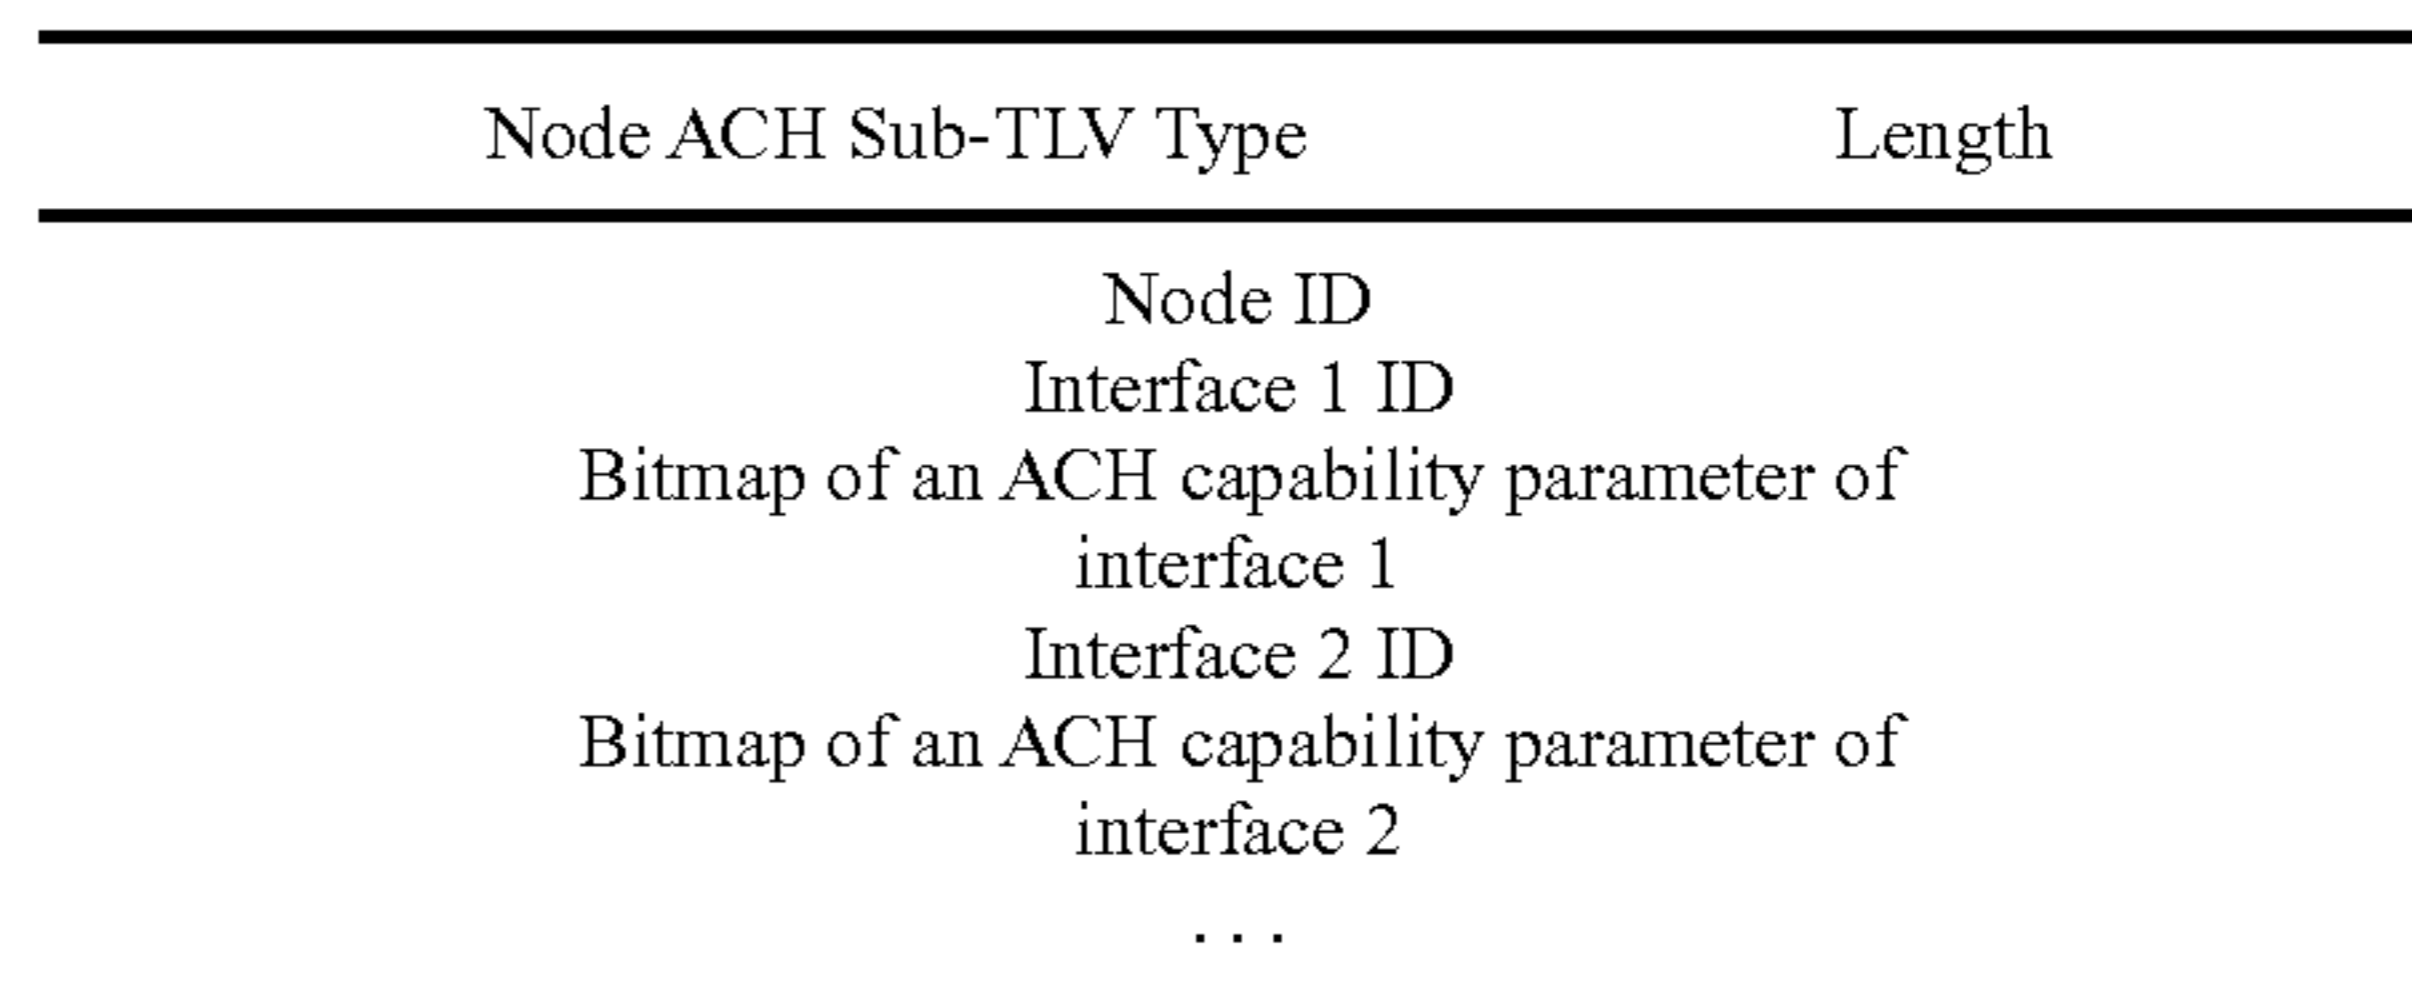 Node ACH Sub-TLV Type Length
Node ID
Interface 1 ID
Bitmap of an ACH capability parameter of
interface 1
Interface 2 ID
Bitmap of an ACH capability parameter of
interface 2
. . .